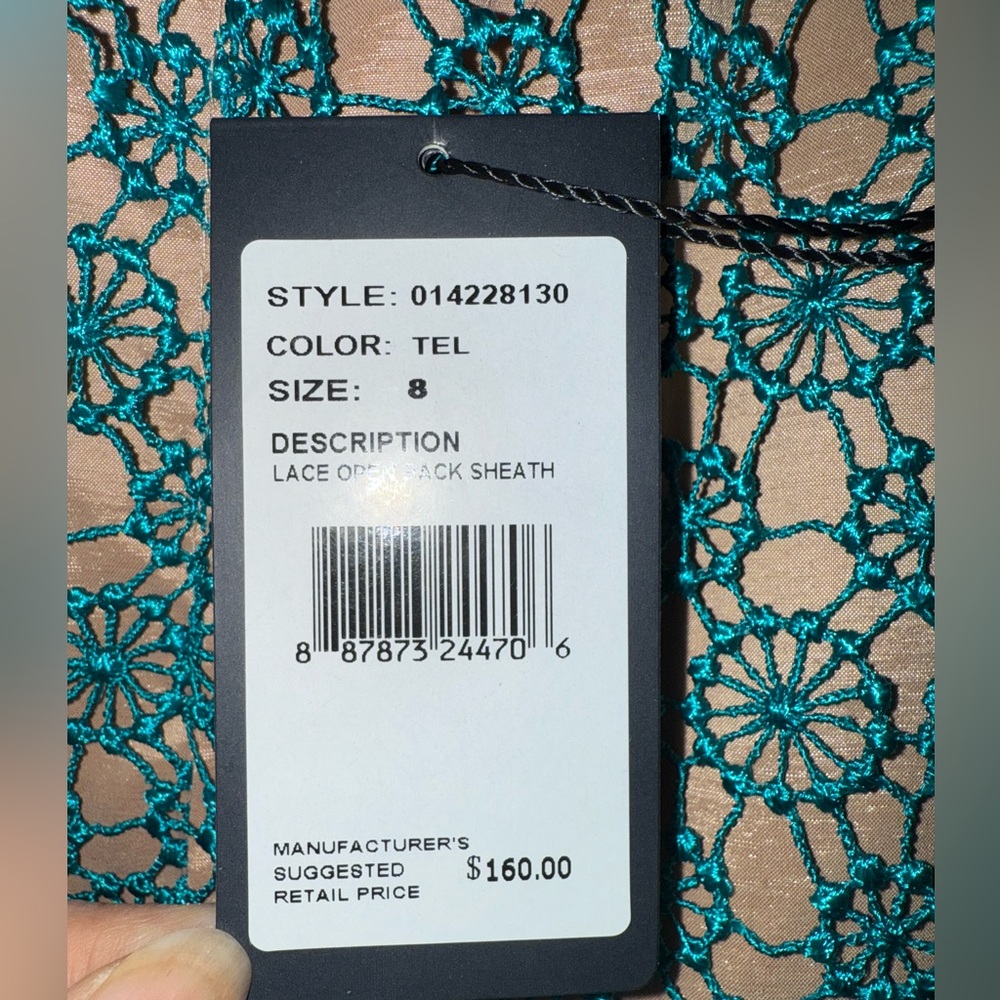 STYLE: 014228130
COLOR: TEL
SIZE: 8
DESCRIPTION
LACE OPEN BACK SHEATH
8 87873 24470 6
MANUFACTURER'S
SUGGESTED $160.00
RETAIL PRICE